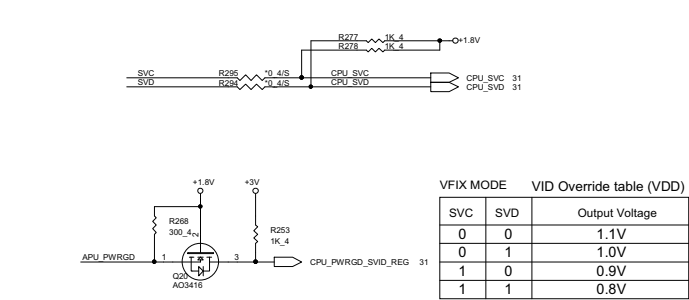 R277 1K_4
R278 1K_4
+1.8V
SVC R295 *0_4/S CPU_SVC CPU_SVC 31
SVD R294 *0_4/S CPU_SVD CPU_SVD 31
+1.8V +3V
R268
300_4
2
R253
1K_4
APU_PWRGD 1 3 CPU_PWRGD_SVID_REG 31
Q20
AO3416
VFIX MODE VID Override table (VDD)
SVC SVD Output Voltage
0 0 1.1V
0 1 1.0V
1 0 0.9V
1 1 0.8V